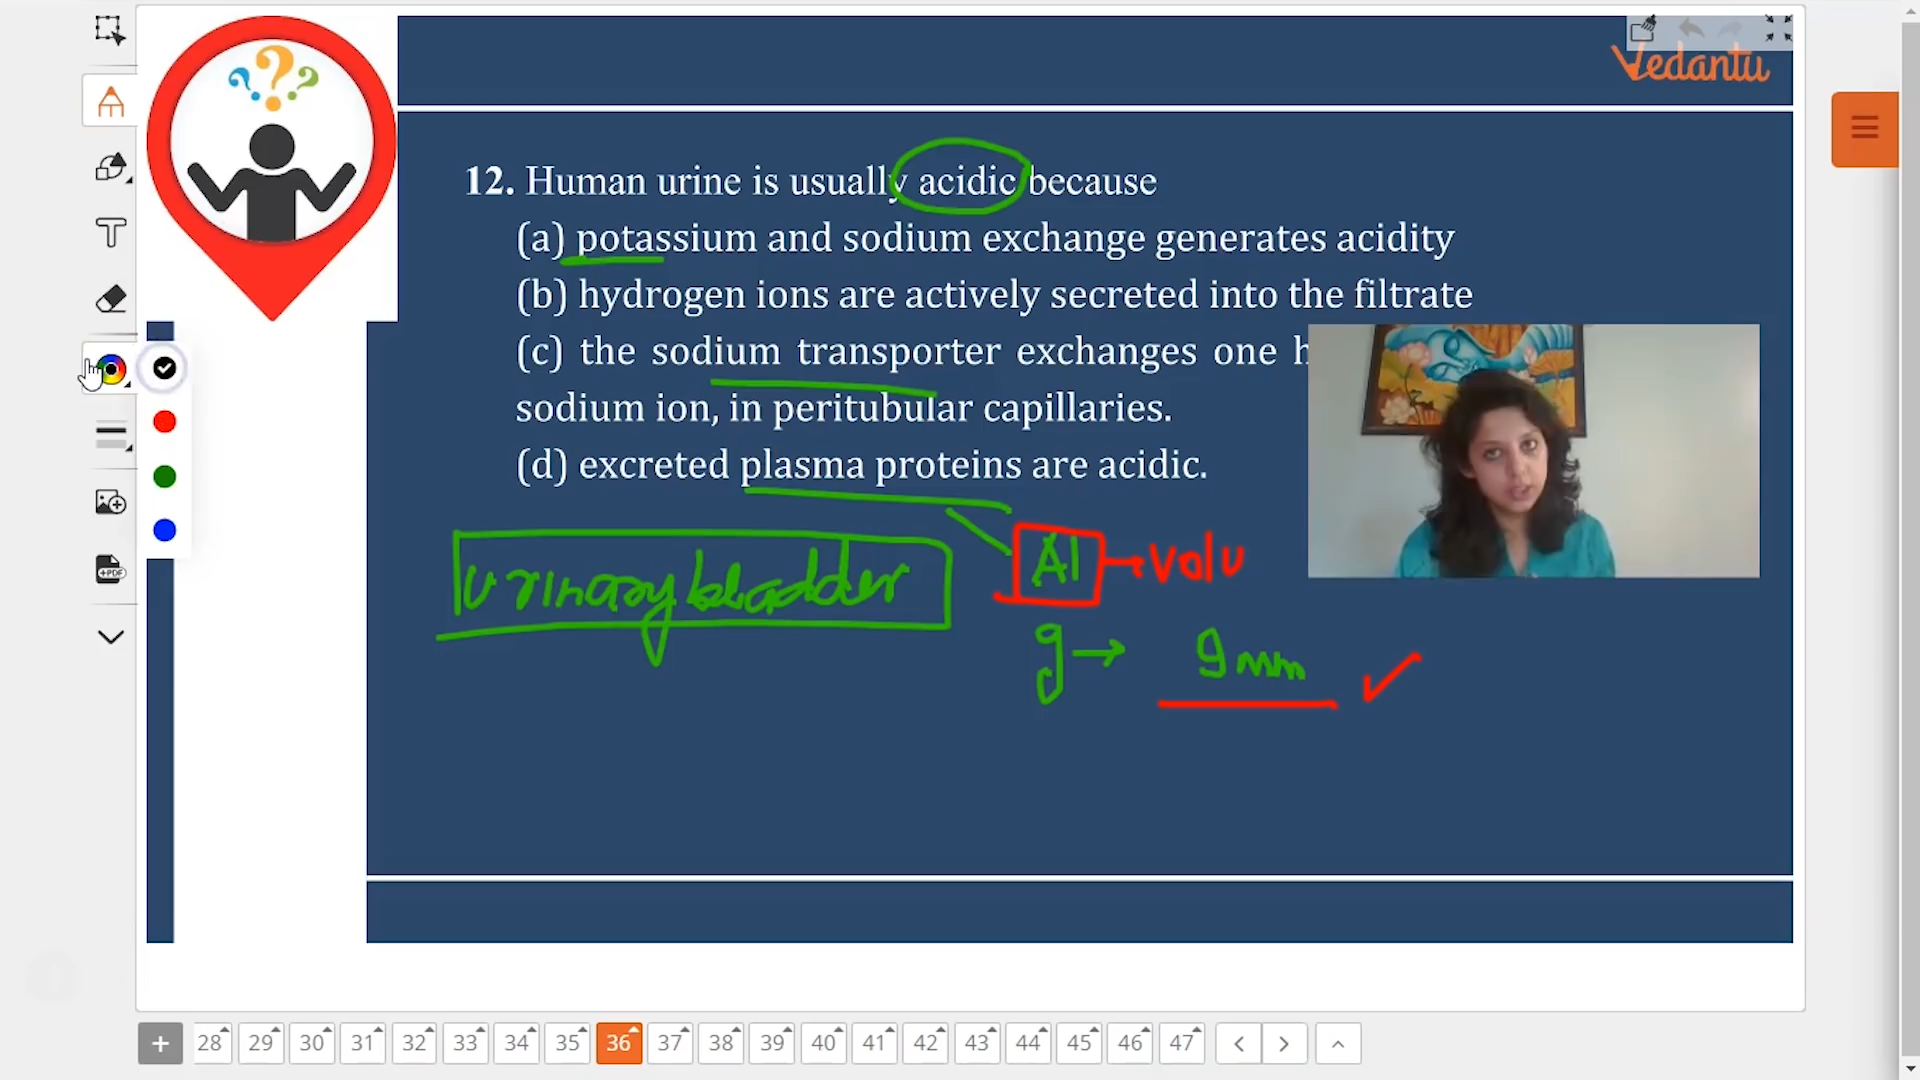 Vedantu
12. Human urine is usually acidic because
(a) potassium and sodium exchange generates acidity
(b) hydrogen ions are actively secreted into the filtrate
(c) the sodium transporter exchanges one h
sodium ion, in peritubular capillaries.
(d) excreted plasma proteins are acidic.
Al → volu
urinary bladder
g → 9mm
T
+PDF
+ 28 29 30 31 32 33 34 35 36 37 38 39 40 41 42 43 44 45 46 47 < >